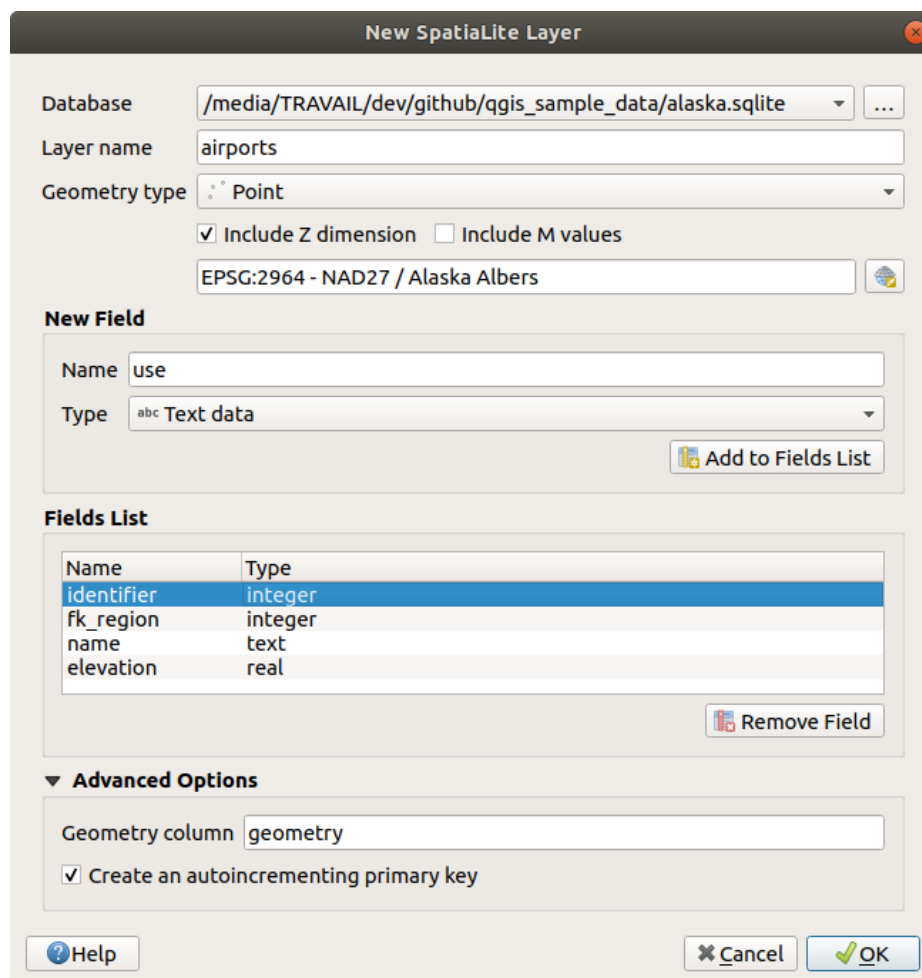 New SpatiaLite Layer
Database /media/TRAVAIL/dev/github/qgis_sample_data/alaska.sqlite ...
Layer name airports
Geometry type Point
Include Z dimension Include M values
EPSG:2964 - NAD27 / Alaska Albers
New Field
Name use
Type abc Text data
Add to Fields List
Fields List
Name Type
identifier integer
fk_region integer
name text
elevation real
Remove Field
Advanced Options
Geometry column geometry
Create an autoincrementing primary key
Help Cancel OK